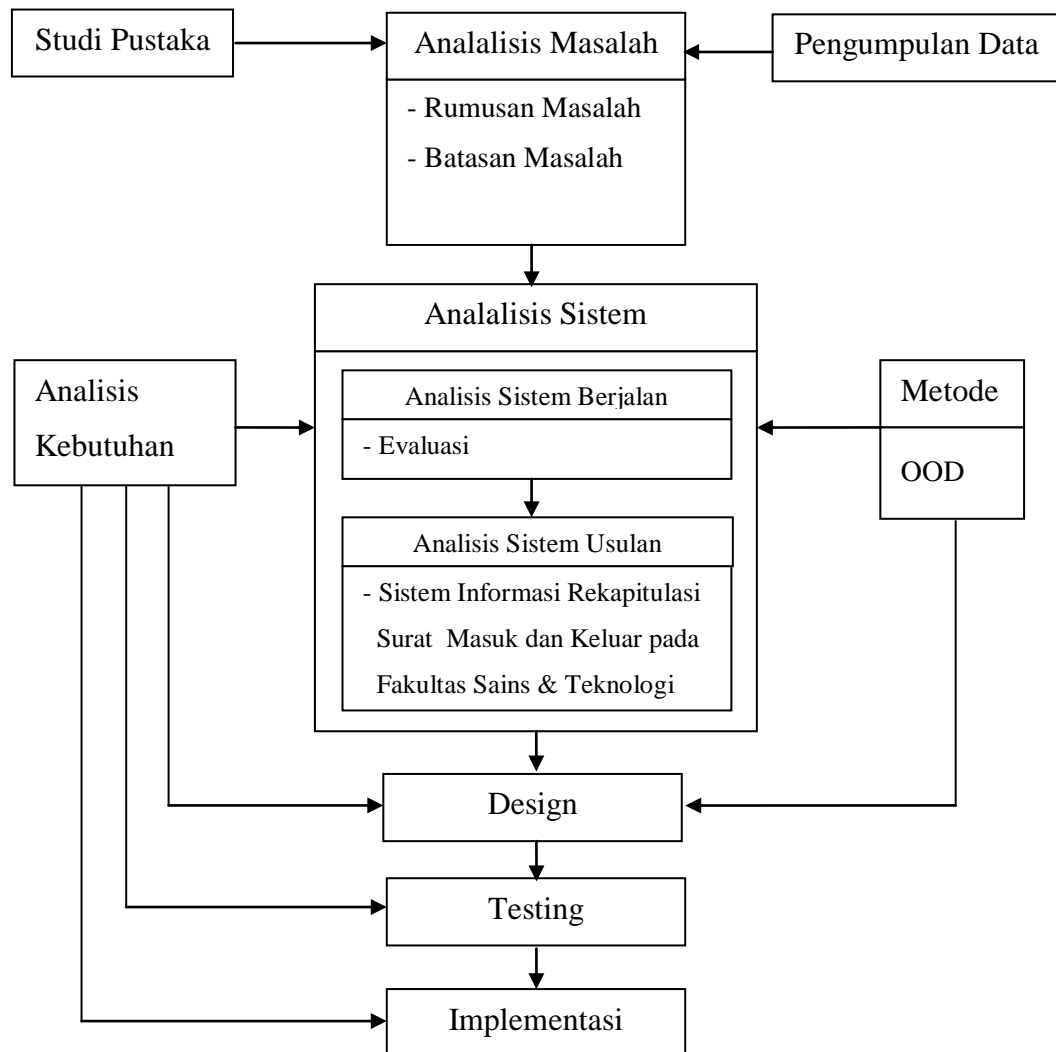 Studi Pustaka
Analalisis Masalah
Pengumpulan Data
- Rumusan Masalah
- Batasan Masalah
Analalisis Sistem
Analisis
Kebutuhan
Analisis Sistem Berjalan
- Evaluasi
Analisis Sistem Usulan
- Sistem Informasi Rekapitulasi
Surat Masuk dan Keluar pada
Fakultas Sains & Teknologi
Metode
OOD
Design
Testing
Implementasi